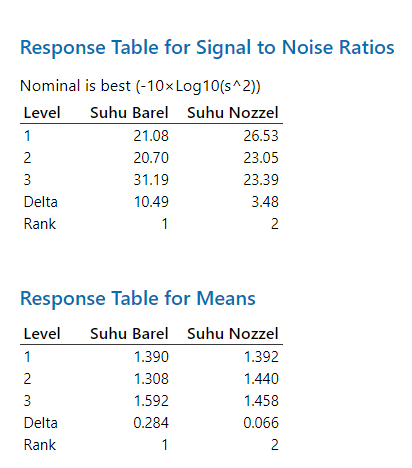 Response Table for Signal to Noise Ratios
Nominal is best (-10×Log10(s^2))
Level Suhu Barel Suhu Nozzel
1 21.08 26.53
2 20.70 23.05
3 31.19 23.39
Delta 10.49 3.48
Rank 1 2
Response Table for Means
Level Suhu Barel Suhu Nozzel
1 1.390 1.392
2 1.308 1.440
3 1.592 1.458
Delta 0.284 0.066
Rank 1 2